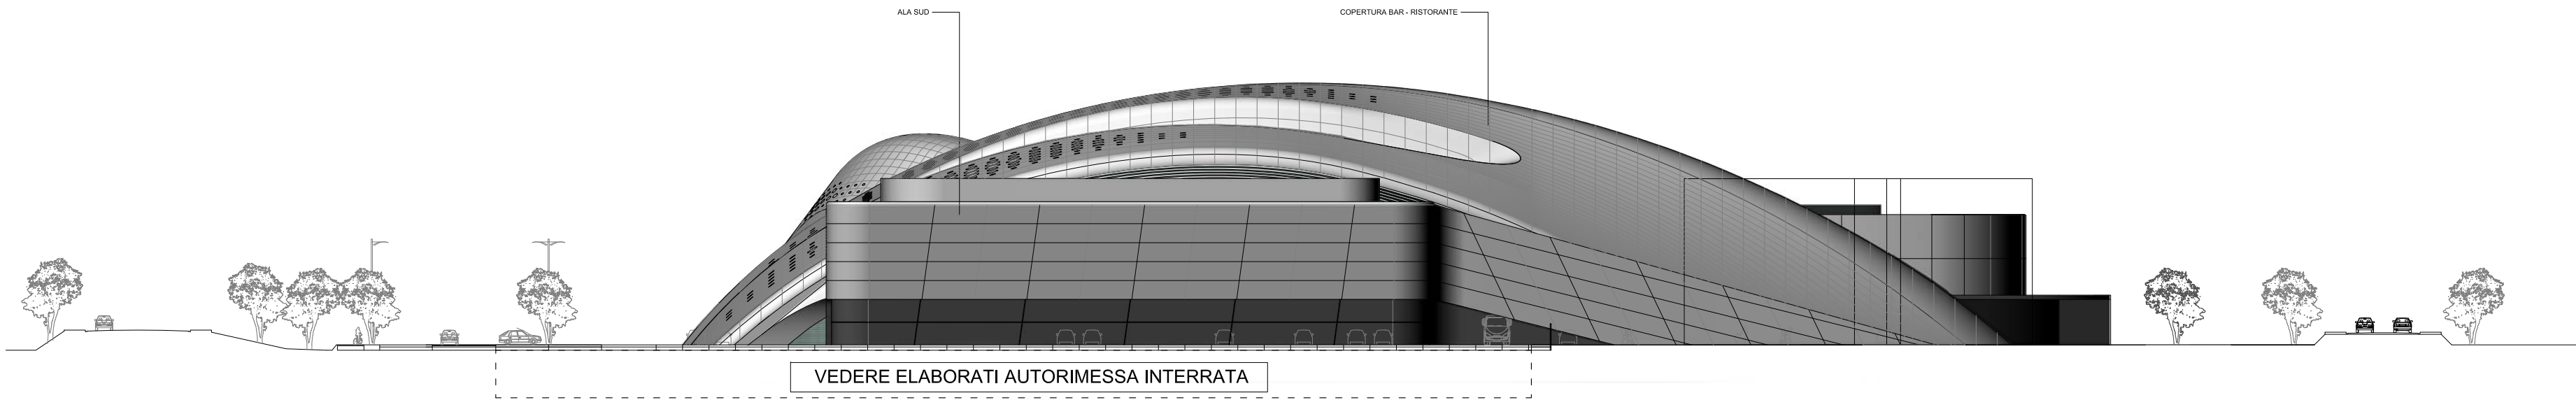 ALA SUD
COPERTURA BAR - RISTORANTE
VEDERE ELABORATI AUTORIMESSA INTERRATA